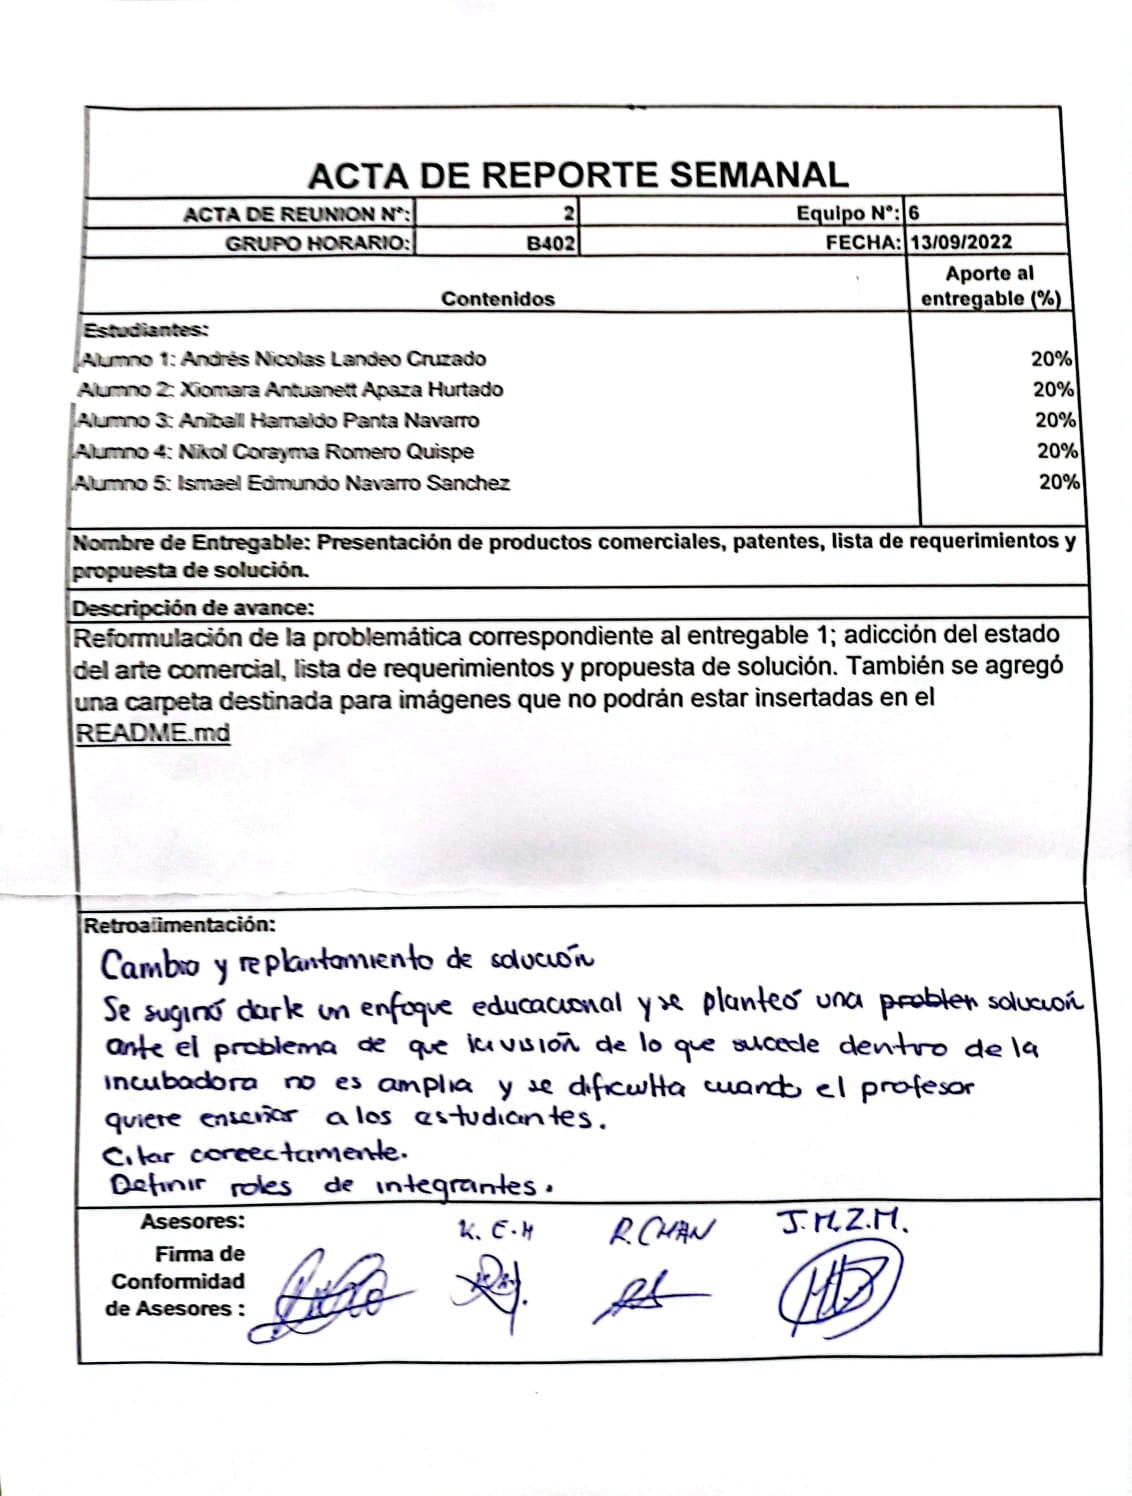 ACTA DE REPORTE SEMANAL
ACTA DE REUNION N°: 2 Equipo N°: 6
GRUPO HORARIO: B402 FECHA: 13/09/2022
Contenidos Aporte al entregable (%)
Estudiantes:
Alumno 1: Andrés Nicolas Landeo Cruzado 20%
Alumno 2: Xiomara Antuanett Apaza Hurtado 20%
Alumno 3: Aniball Harnaldo Panta Navarro 20%
Alumno 4: Nikol Corayma Romero Quispe 20%
Alumno 5: Ismael Edmundo Navarro Sanchez 20%
Nombre de Entregable: Presentación de productos comerciales, patentes, lista de requerimientos y
propuesta de solución.
Descripción de avance:
Reformulación de la problemática correspondiente al entregable 1; adicción del estado
del arte comercial, lista de requerimientos y propuesta de solución. También se agregó
una carpeta destinada para imágenes que no podrán estar insertadas en el
README.md
Retroalimentación:
Cambio y replantamiento de solución
Se sugirió darle un enfoque educacional y se planteó una problem solución
ante el problema de que la visión de lo que sucede dentro de la
incubadora no es amplia y se dificulta cuando el profesor
quiere enseñar a los estudiantes.
Citar correctamente.
Definir roles de integrantes.
Asesores: K. E.H R. CHAN J.M.Z.M.
Firma de
Conformidad
de Asesores :